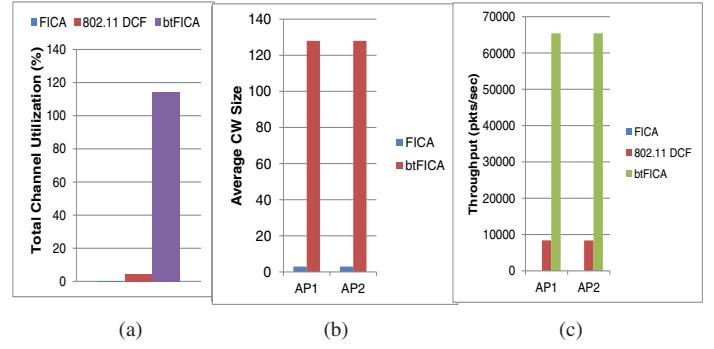 FICA 802.11 DCF btFICA
Total Channel Utilization (%)
140
120
100
80
60
40
20
0
(a)
Average CW Size
140
120
100
80
60
40
20
0
AP1 AP2
FICA
btFICA
(b)
Throughput (pkts/sec)
70000
60000
50000
40000
30000
20000
10000
0
AP1 AP2
FICA
802.11 DCF
btFICA
(c)